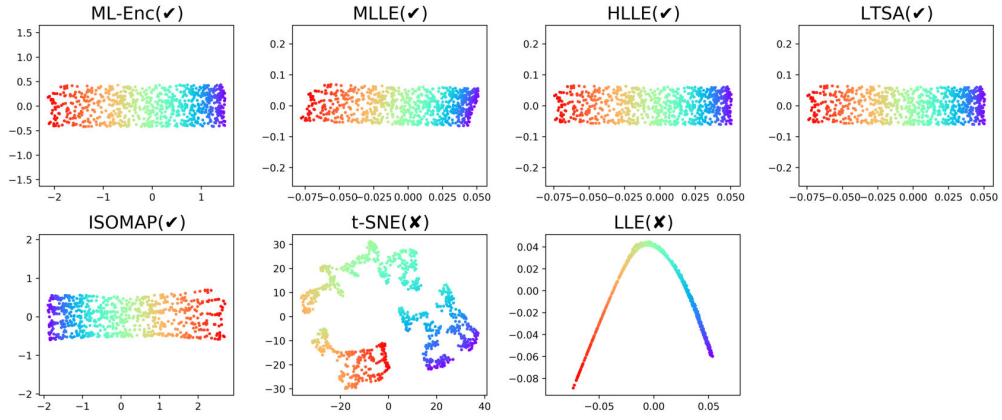 ML-Enc(✔)
1.5
1.0
0.5
0.0
−0.5
−1.0
−1.5
−2 −1 0 1
MLLE(✔)
0.2
0.1
0.0
−0.1
−0.2
−0.075 −0.050 −0.025 0.000 0.025 0.050
HLLE(✔)
0.2
0.1
0.0
−0.1
−0.2
−0.075 −0.050 −0.025 0.000 0.025 0.050
LTSA(✔)
0.2
0.1
0.0
−0.1
−0.2
−0.075 −0.050 −0.025 0.000 0.025 0.050
ISOMAP(✔)
2
1
0
−1
−2
−2 −1 0 1 2
t-SNE(✘)
30
20
10
0
−10
−20
−30
−20 0 20 40
LLE(✘)
0.04
0.02
0.00
−0.02
−0.04
−0.06
−0.08
−0.05 0.00 0.05